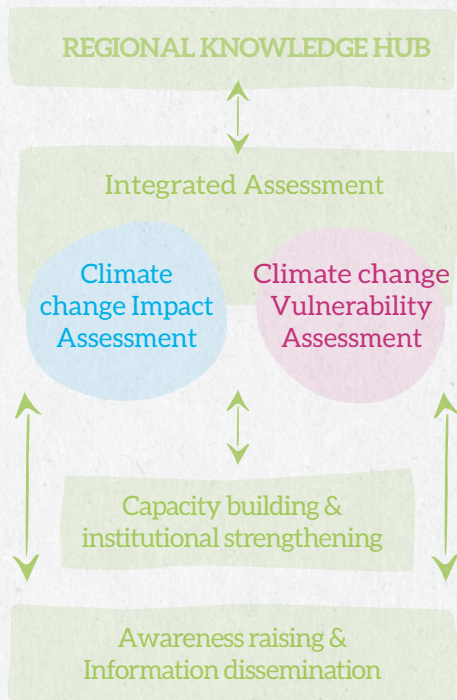 REGIONAL KNOWLEDGE HUB
Integrated Assessment
Climate
change Impact
Assessment
Climate change
Vulnerability
Assessment
Capacity building &
institutional strengthening
Awareness raising &
Information dissemination